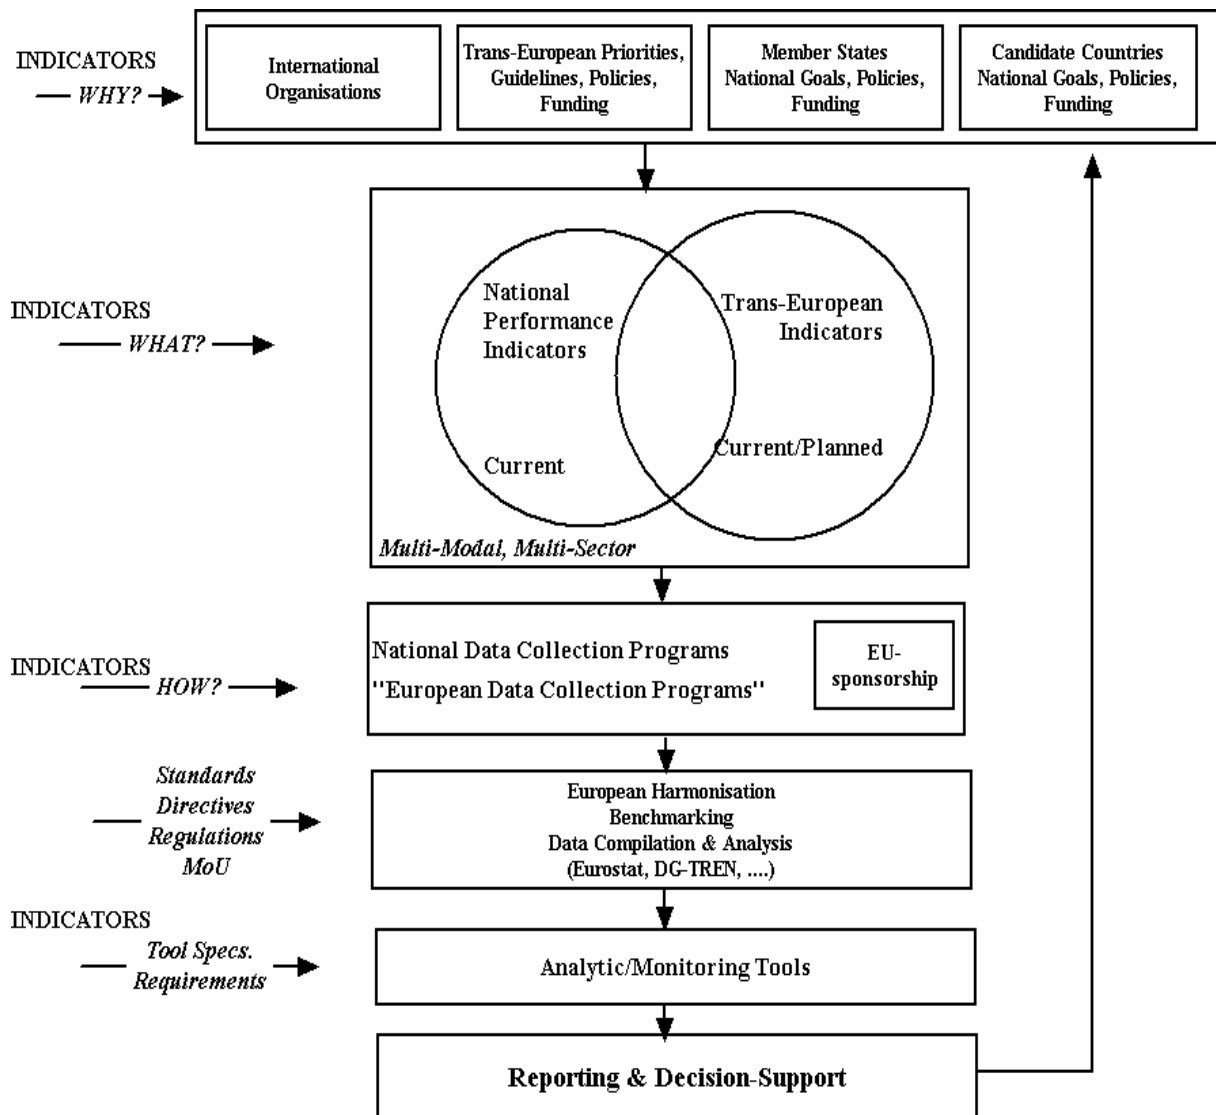 INDICATORS
WHY?
International
Organisations
Trans-European Priorities,
Guidelines, Policies,
Funding
Member States
National Goals, Policies,
Funding
Candidate Countries
National Goals, Policies,
Funding
INDICATORS
WHAT?
National
Performance
Indicators
Current
Trans-European
Indicators
Current/Planned
Multi-Modal, Multi-Sector
INDICATORS
HOW?
National Data Collection Programs
"European Data Collection Programs"
EU-
sponsorship
Standards
Directives
Regulations
MoU
European Harmonisation
Benchmarking
Data Compilation & Analysis
(Eurostat, DG-TREN, ....)
INDICATORS
Tool Specs.
Requirements
Analytic/Monitoring Tools
Reporting & Decision-Support